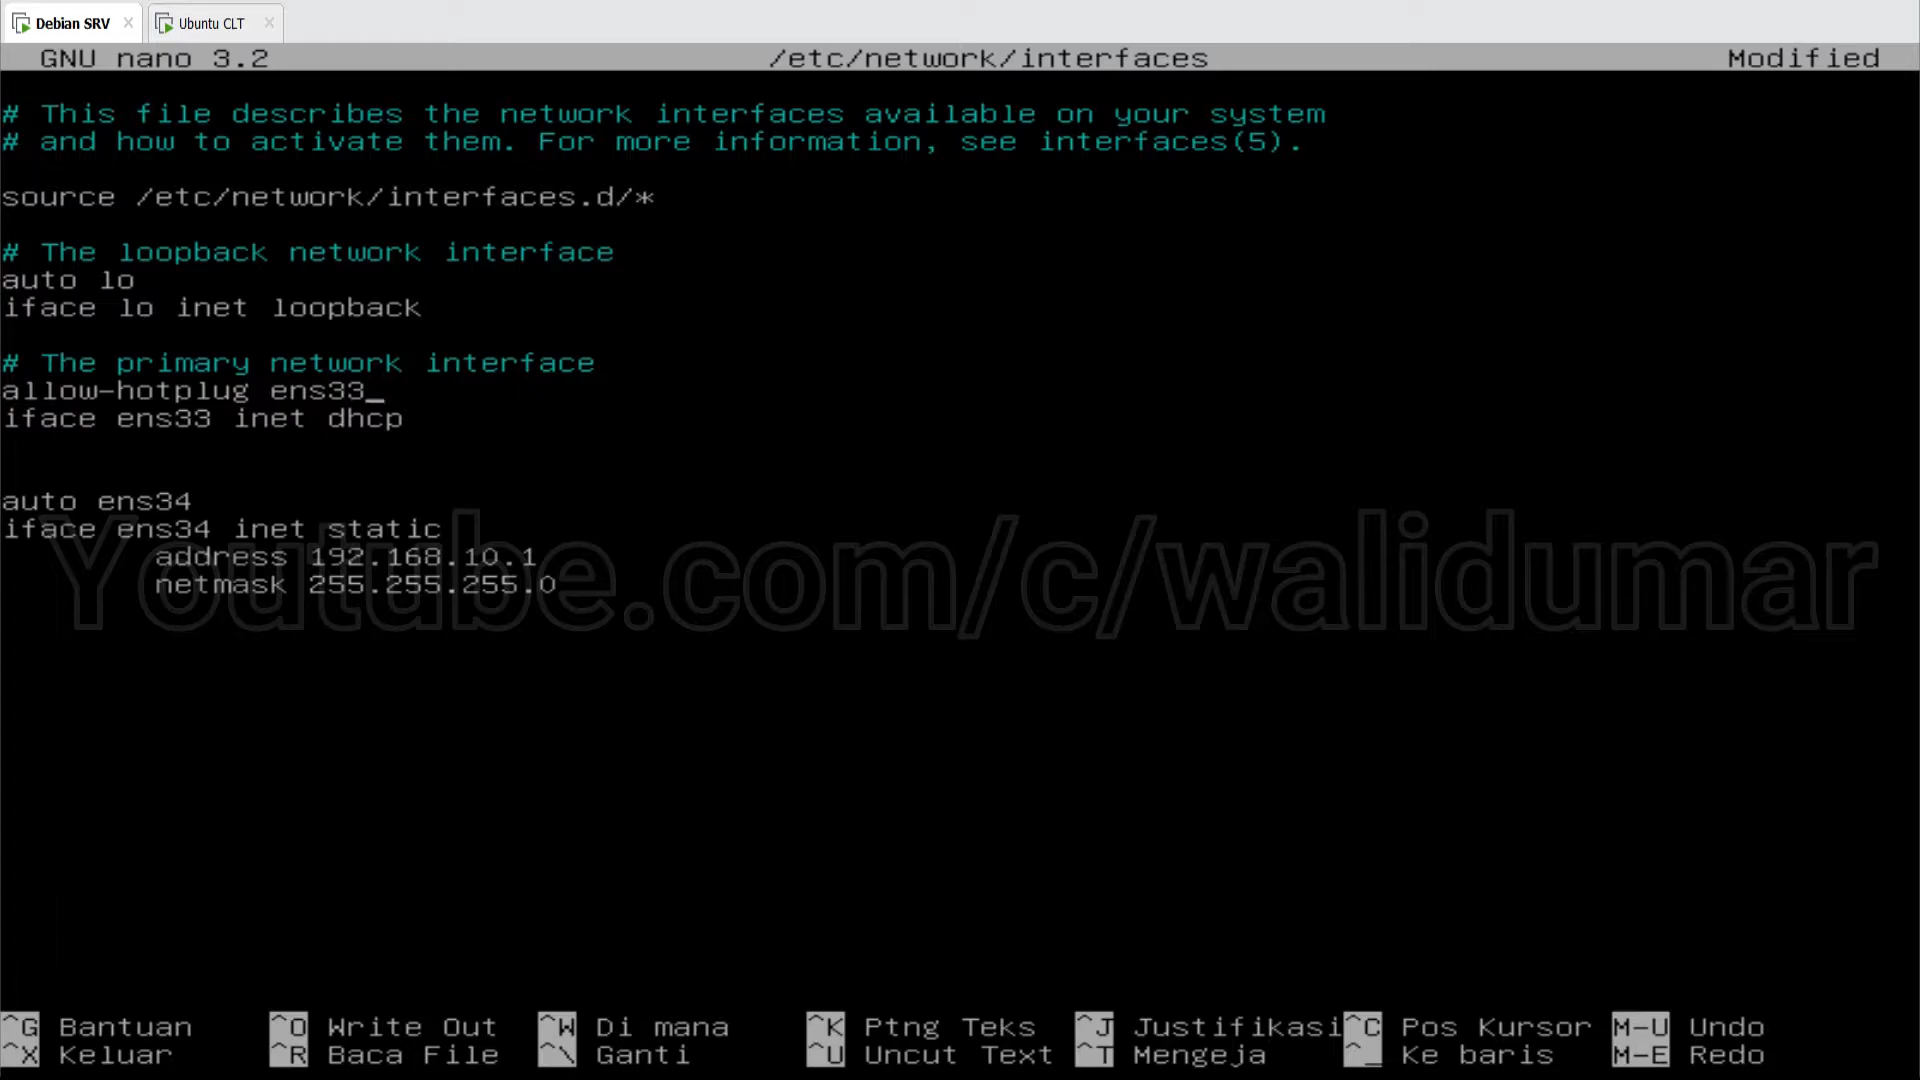 Debian SRV × Ubuntu CLT ×
GNU nano 3.2 /etc/network/interfaces Modified
# This file describes the network interfaces available on your system
# and how to activate them. For more information, see interfaces(5).
source /etc/network/interfaces.d/*
# The loopback network interface
auto lo
iface lo inet loopback
# The primary network interface
allow-hotplug ens33_
iface ens33 inet dhcp
auto ens34
iface ens34 inet static
address 192.168.10.1
netmask 255.255.255.0
Youtube.com/c/walidumar
^G Bantuan ^O Write Out ^W Di mana ^K Ptng Teks ^J Justifikasi ^C Pos Kursor M-U Undo
^X Keluar ^R Baca File ^\ Ganti ^U Uncut Text ^T Mengeja ^_ Ke baris M-E Redo